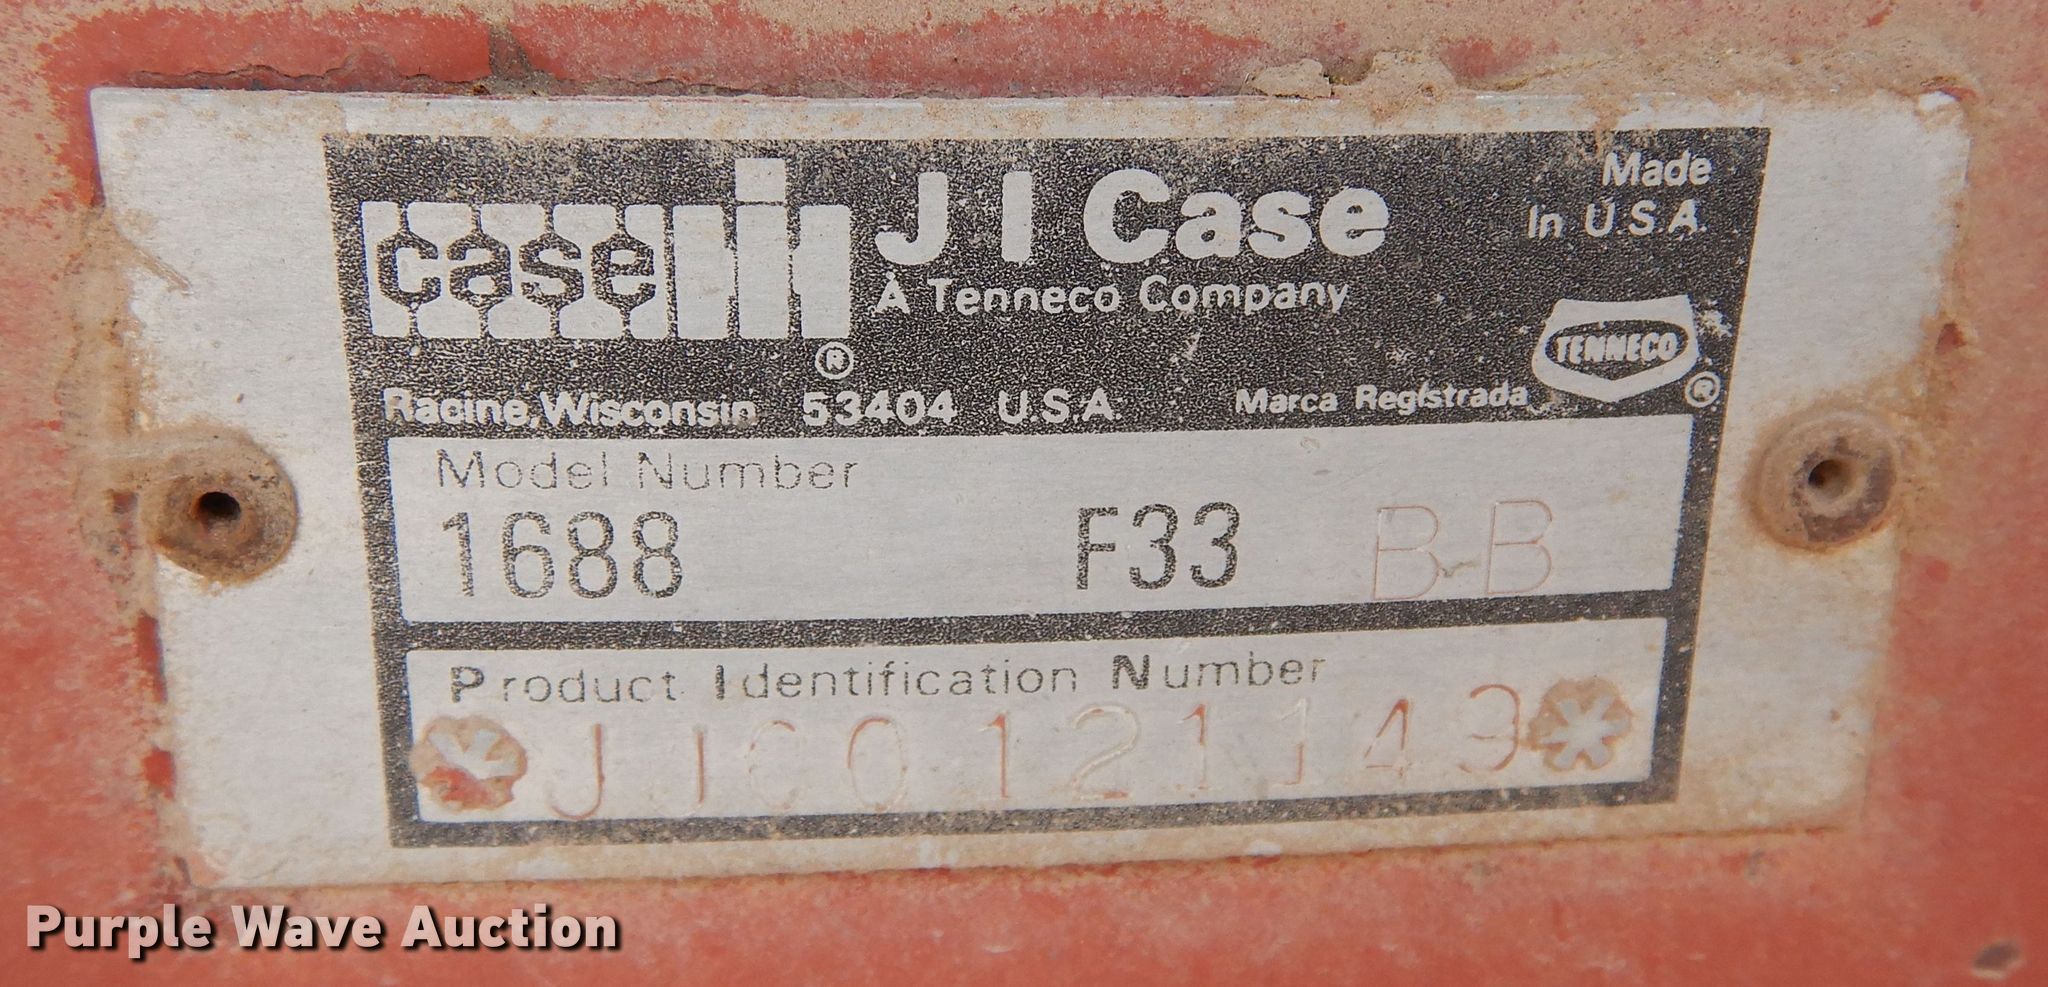 case IH ®
J I Case
A Tenneco Company
Made
In U.S.A.
TENNECO ®
Racine, Wisconsin 53404 U.S.A. Marca Registrada
Model Number
1688 F33 BB
Product Identification Number
*JJC0121149*
Purple Wave Auction